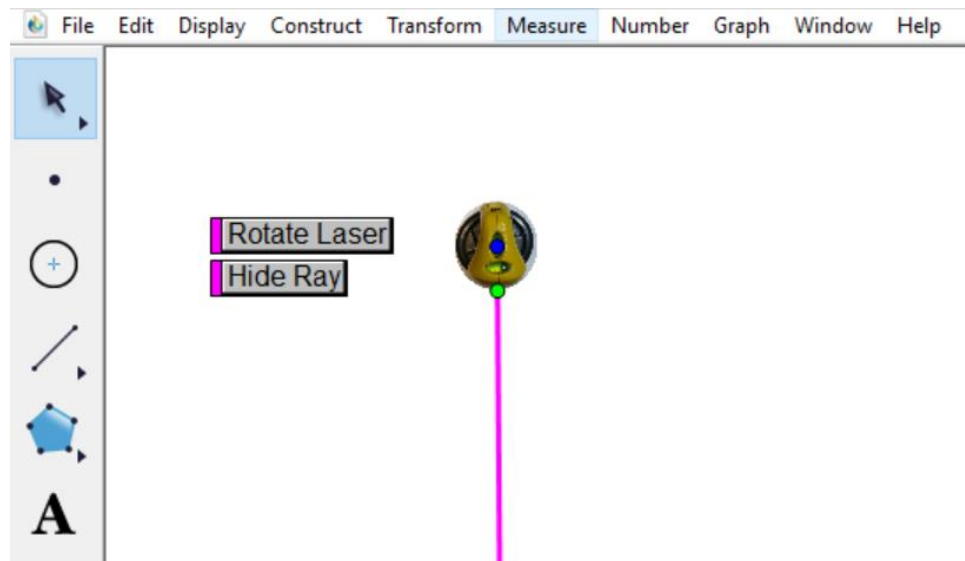 File Edit Display Construct Transform Measure Number Graph Window Help
Rotate Laser
Hide Ray
A